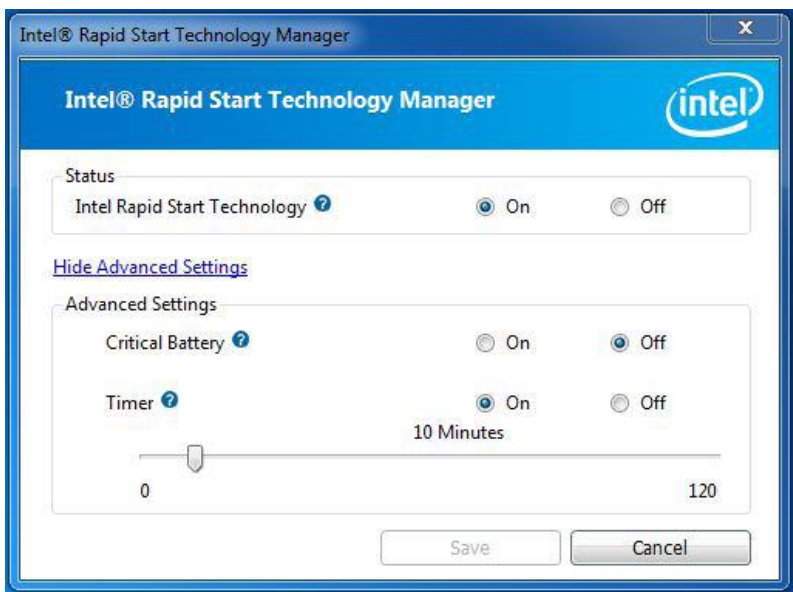 Intel® Rapid Start Technology Manager
X
Intel® Rapid Start Technology Manager
intel
Status
Intel Rapid Start Technology ? On Off
Hide Advanced Settings
Advanced Settings
Critical Battery ? On Off
Timer ? On Off
10 Minutes
0 120
Save Cancel